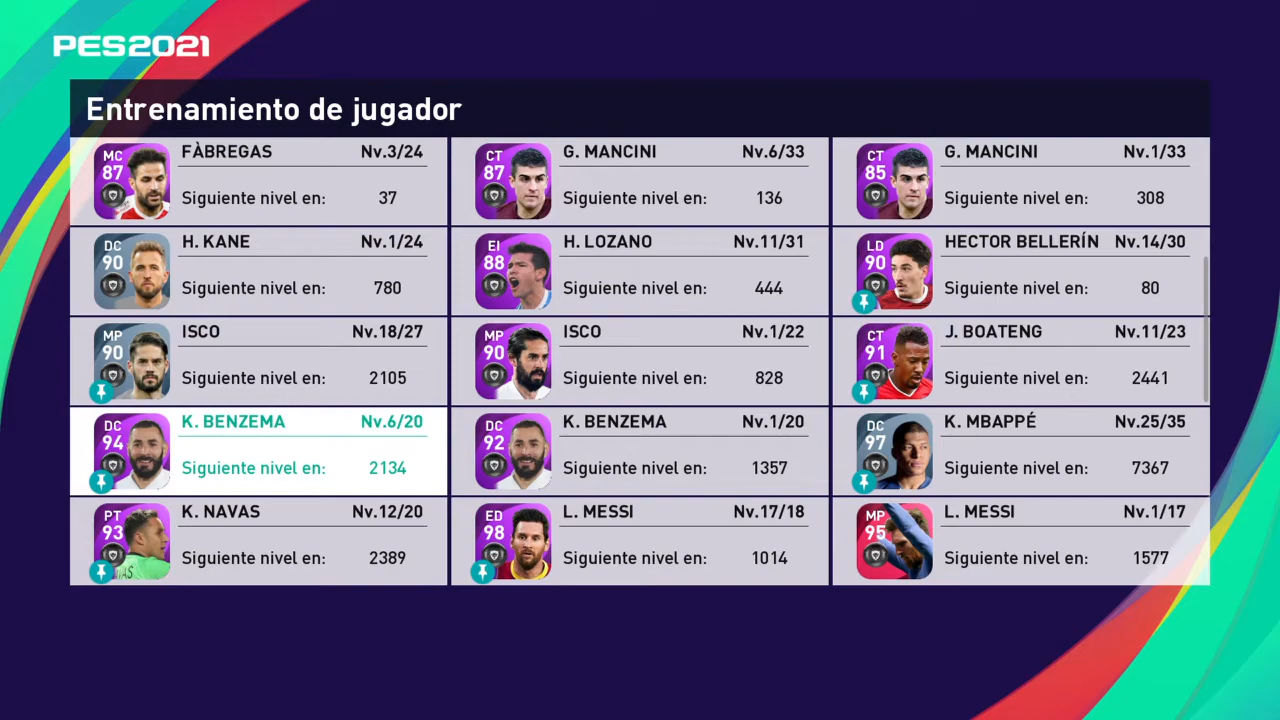 PES2021
Entrenamiento de jugador
MC 87 FÀBREGAS Nv.3/24
Siguiente nivel en: 37
CT 87 G. MANCINI Nv.6/33
Siguiente nivel en: 136
CT 85 G. MANCINI Nv.1/33
Siguiente nivel en: 308
DC 90 H. KANE Nv.1/24
Siguiente nivel en: 780
EI 88 H. LOZANO Nv.11/31
Siguiente nivel en: 444
LD 90 HECTOR BELLERÍN Nv.14/30
Siguiente nivel en: 80
MP 90 ISCO Nv.18/27
Siguiente nivel en: 2105
MP 90 ISCO Nv.1/22
Siguiente nivel en: 828
CT 91 J. BOATENG Nv.11/23
Siguiente nivel en: 2441
DC 94 K. BENZEMA Nv.6/20
Siguiente nivel en: 2134
DC 92 K. BENZEMA Nv.1/20
Siguiente nivel en: 1357
DC 97 K. MBAPPÉ Nv.25/35
Siguiente nivel en: 7367
PT 93 K. NAVAS Nv.12/20
Siguiente nivel en: 2389
ED 98 L. MESSI Nv.17/18
Siguiente nivel en: 1014
MP 95 L. MESSI Nv.1/17
Siguiente nivel en: 1577